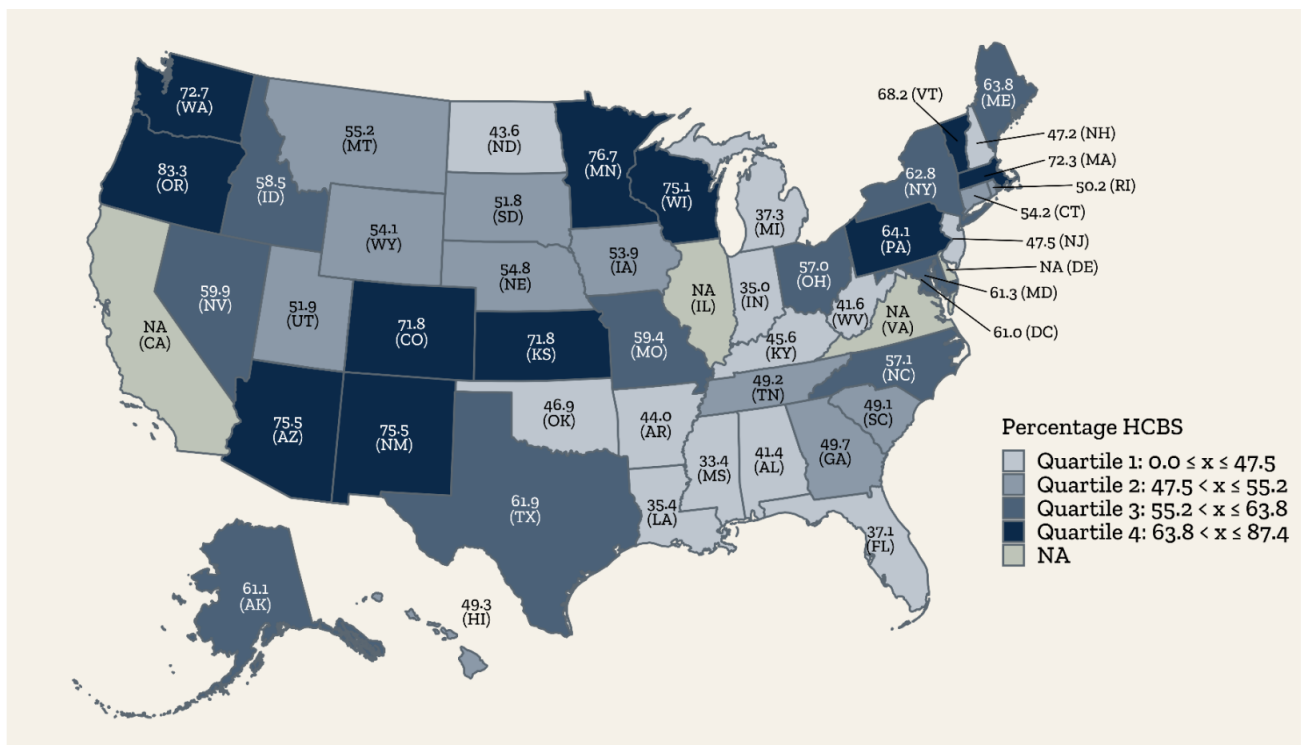 72.7
(WA)
83.3
(OR)
58.5
(ID)
55.2
(MT)
43.6
(ND)
76.7
(MN)
75.1
(WI)
37.3
(MI)
68.2 (VT)
63.8
(ME)
47.2 (NH)
72.3 (MA)
50.2 (RI)
54.2 (CT)
47.5 (NJ)
NA (DE)
61.3 (MD)
61.0 (DC)
62.8
(NY)
64.1
(PA)
54.1
(WY)
51.8
(SD)
53.9
(IA)
54.8
(NE)
NA
(IL)
35.0
(IN)
57.0
(OH)
41.6
(WV)
NA
(VA)
NA
(CA)
59.9
(NV)
51.9
(UT)
71.8
(CO)
71.8
(KS)
59.4
(MO)
45.6
(KY)
57.1
(NC)
49.2
(TN)
49.1
(SC)
75.5
(AZ)
75.5
(NM)
46.9
(OK)
44.0
(AR)
33.4
(MS)
41.4
(AL)
49.7
(GA)
61.9
(TX)
35.4
(LA)
37.1
(FL)
61.1
(AK)
49.3
(HI)
Percentage HCBS
Quartile 1: 0.0 ≤ x ≤ 47.5
Quartile 2: 47.5 < x ≤ 55.2
Quartile 3: 55.2 < x ≤ 63.8
Quartile 4: 63.8 < x ≤ 87.4
NA